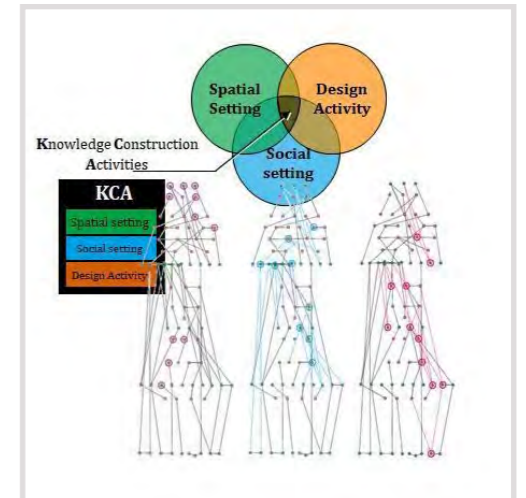 Spatial
Setting
Design
Activity
Social
setting
Knowledge Construction
Activities
KCA
Spatial setting
Social setting
Design Activity